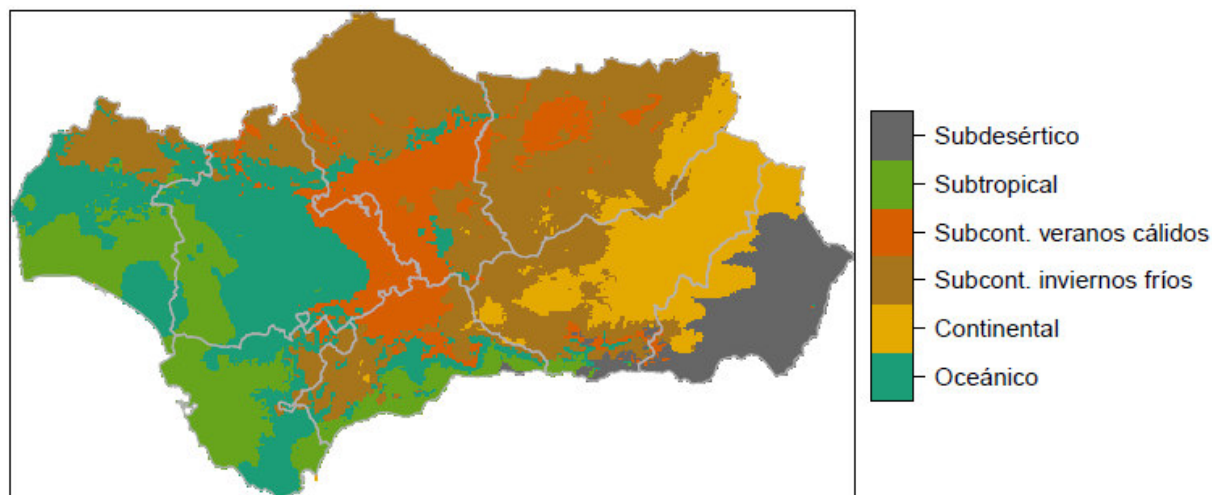 Subdesértico
Subtropical
Subcont. veranos cálidos
Subcont. inviernos fríos
Continental
Oceánico